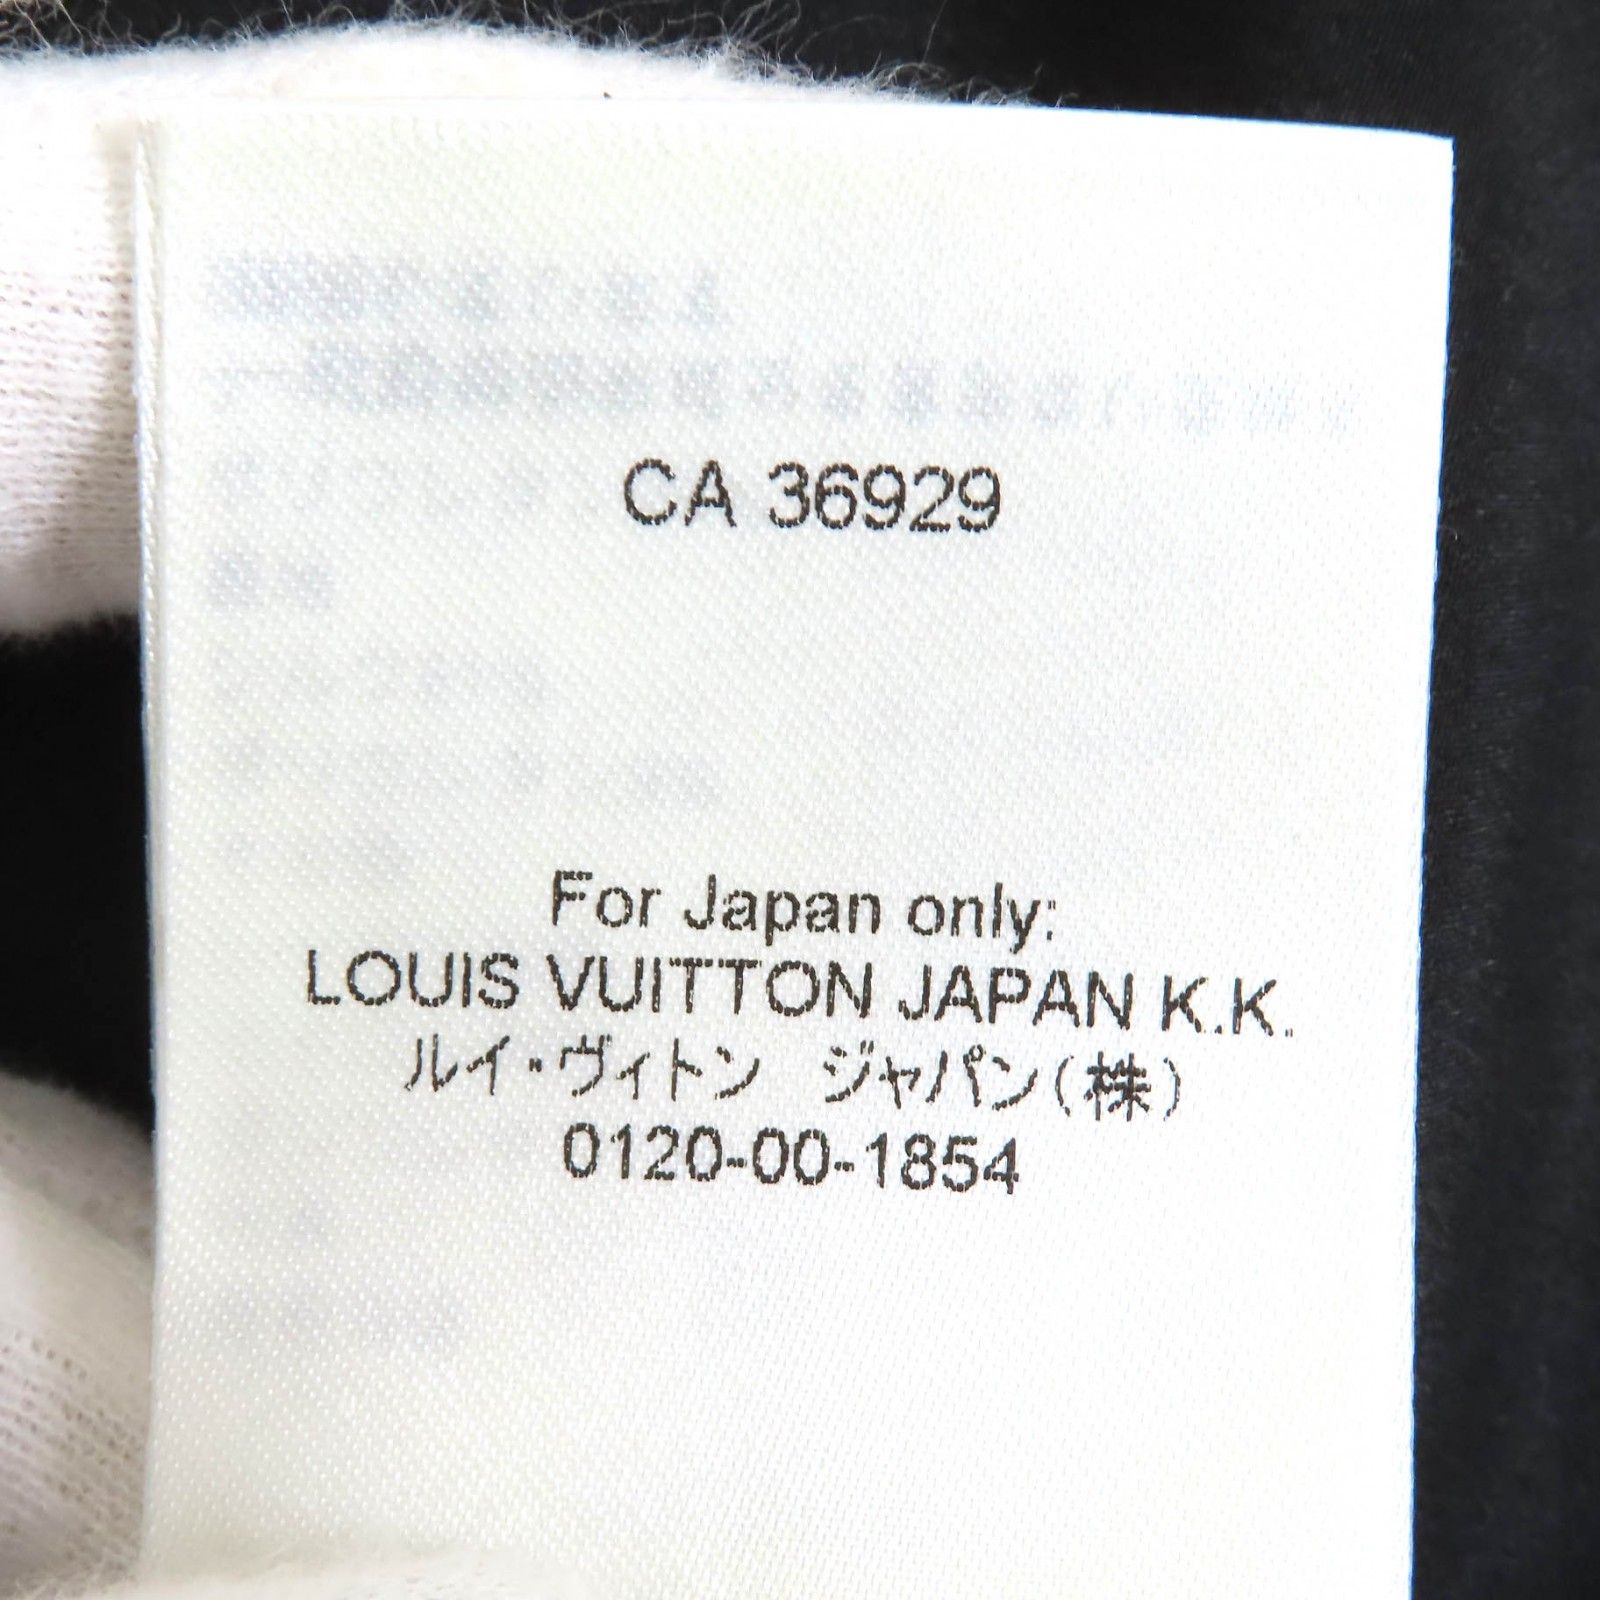 CA 36929
For Japan only:
LOUIS VUITTON JAPAN K.K.
ルイ・ヴィトン　ジャパン(株)
0120-00-1854